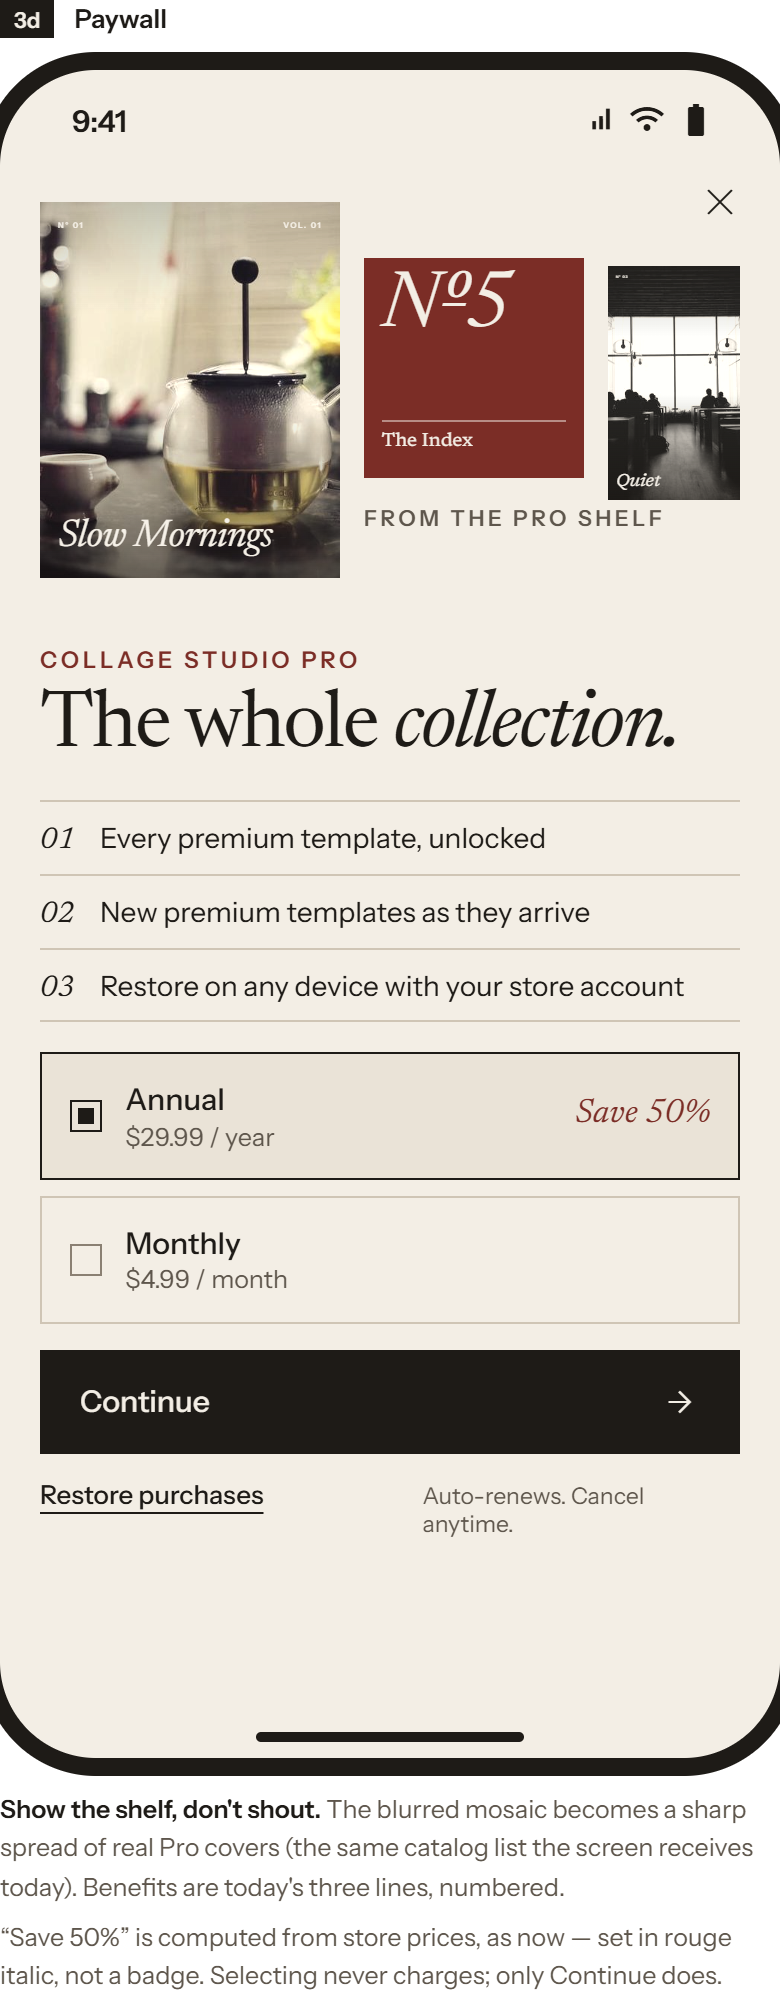 3d Paywall
9:41
Nº 01 VOL. 01
Nº5
The Index
Slow Mornings
Quiet
FROM THE PRO SHELF
COLLAGE STUDIO PRO
The whole collection.
01 Every premium template, unlocked
02 New premium templates as they arrive
03 Restore on any device with your store account
Annual
$29.99 / year
Save 50%
Monthly
$4.99 / month
Continue →
Restore purchases
Auto-renews. Cancel
anytime.
Show the shelf, don't shout. The blurred mosaic becomes a sharp
spread of real Pro covers (the same catalog list the screen receives
today). Benefits are today's three lines, numbered.
“Save 50%” is computed from store prices, as now — set in rouge
italic, not a badge. Selecting never charges; only Continue does.